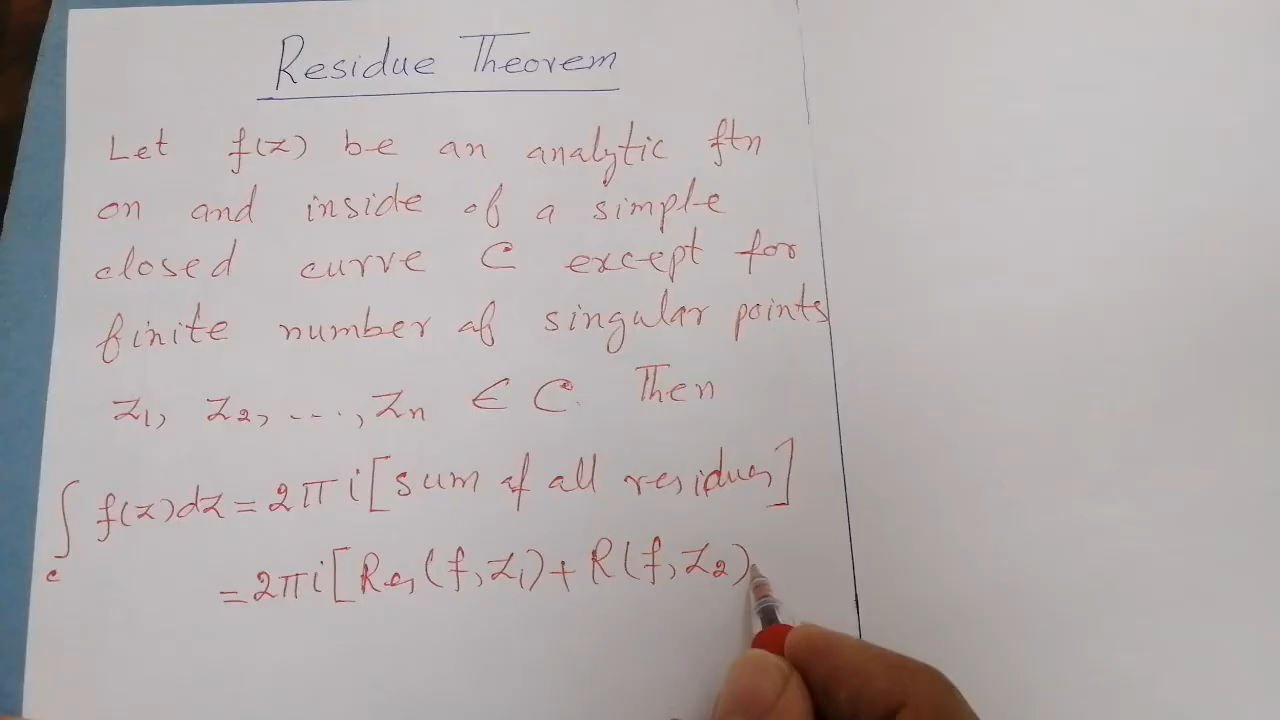 Residue Theorem
Let f(z) be an analytic ftn
on and inside of a simple
closed curve C except for
finite number of singular points
z1, z2, ..., zn ∈ C. Then
∫c f(z)dz = 2πi[sum of all residues]
= 2πi[Res(f,z1) + R(f,z2)